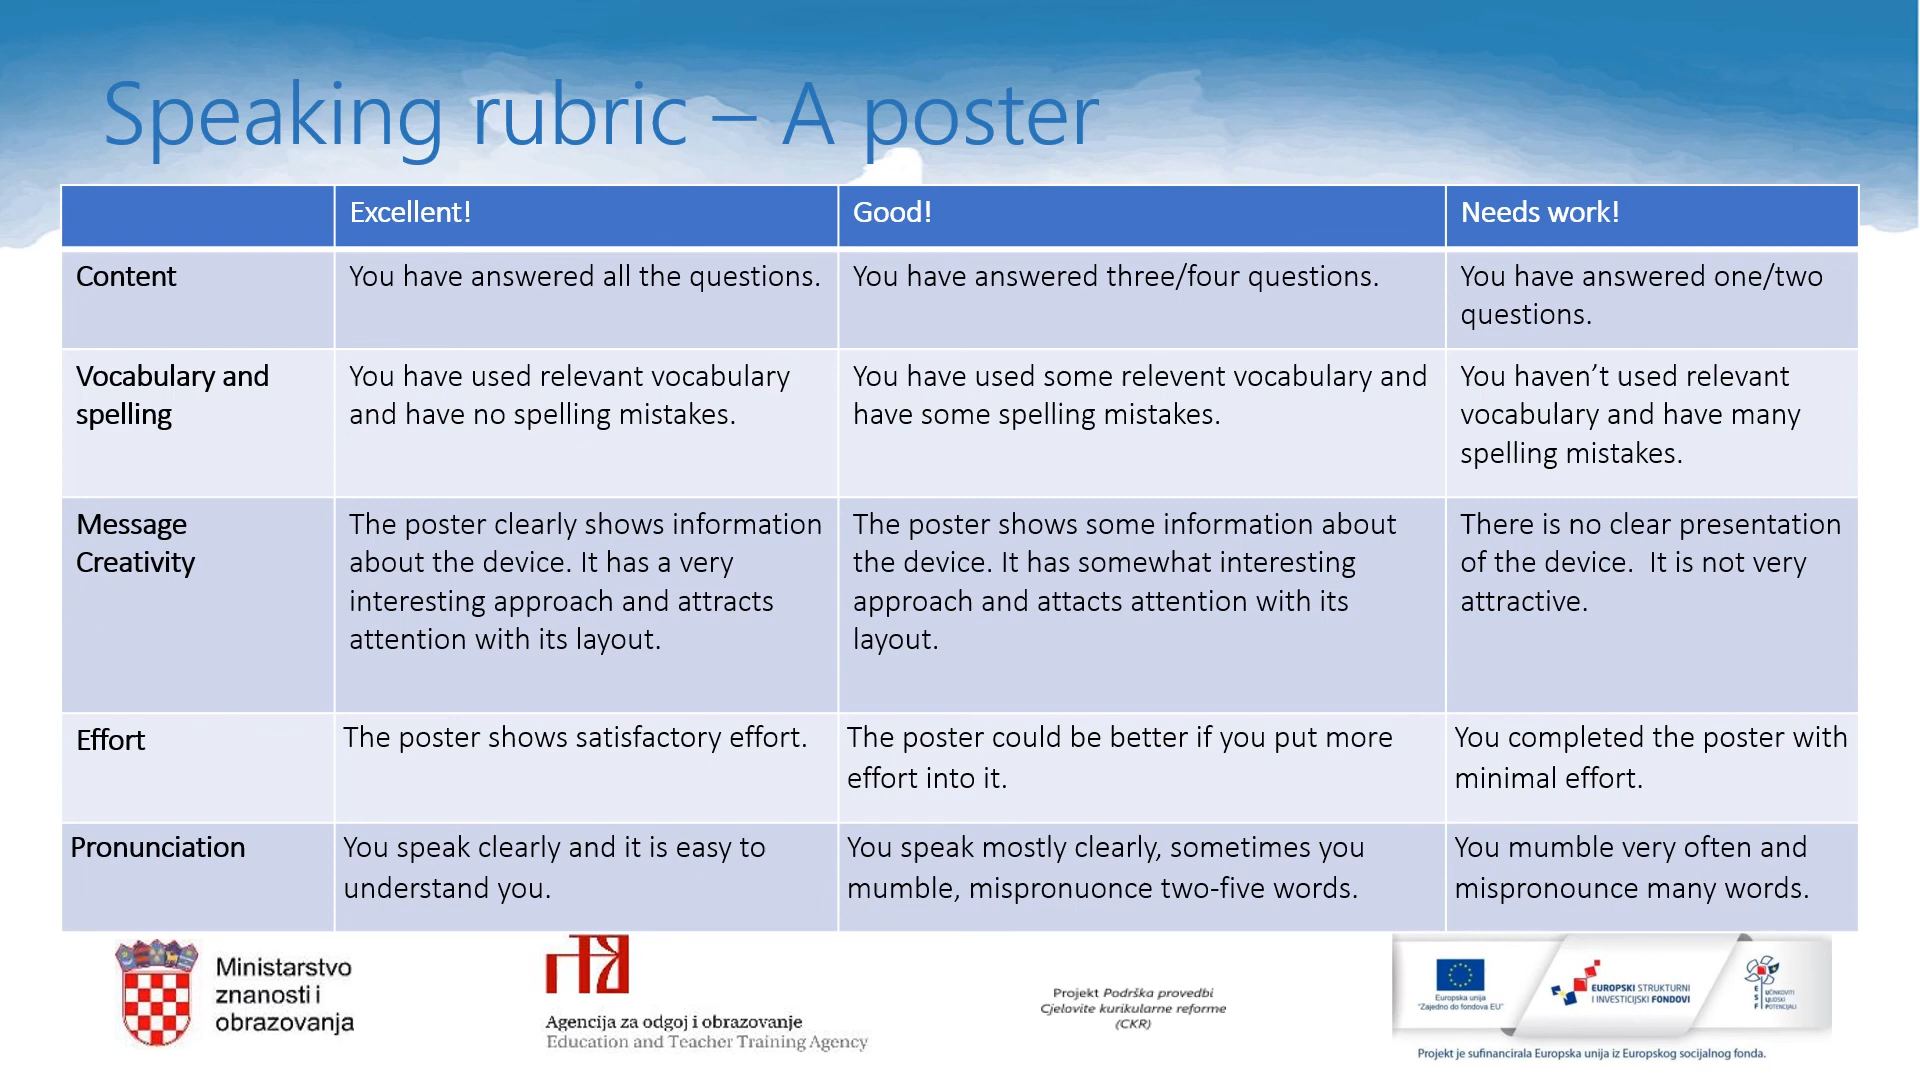 Speaking rubric – A poster
Excellent!
Good!
Needs work!
Content
You have answered all the questions.
You have answered three/four questions.
You have answered one/two
questions.
Vocabulary and
spelling
You have used relevant vocabulary
and have no spelling mistakes.
You have used some relevent vocabulary and
have some spelling mistakes.
You haven’t used relevant
vocabulary and have many
spelling mistakes.
Message
Creativity
The poster clearly shows information
about the device. It has a very
interesting approach and attracts
attention with its layout.
The poster shows some information about
the device. It has somewhat interesting
approach and attacts attention with its
layout.
There is no clear presentation
of the device.  It is not very
attractive.
Effort
The poster shows satisfactory effort.
The poster could be better if you put more
effort into it.
You completed the poster with
minimal effort.
Pronunciation
You speak clearly and it is easy to
understand you.
You speak mostly clearly, sometimes you
mumble, mispronuonce two-five words.
You mumble very often and
mispronounce many words.
Ministarstvo
znanosti i
obrazovanja
Agencija za odgoj i obrazovanje
Education and Teacher Training Agency
Projekt Podrška provedbi
Cjelovite kurikularne reforme
(CKR)
Europska unija
"Zajedno do fondova EU"
EUROPSKI STRUKTURNI
I INVESTICIJSKI FONDOVI
E
S
F
UČINKOVITI
LJUDSKI
POTENCIJALI
Projekt je sufinancirala Europska unija iz Europskog socijalnog fonda.